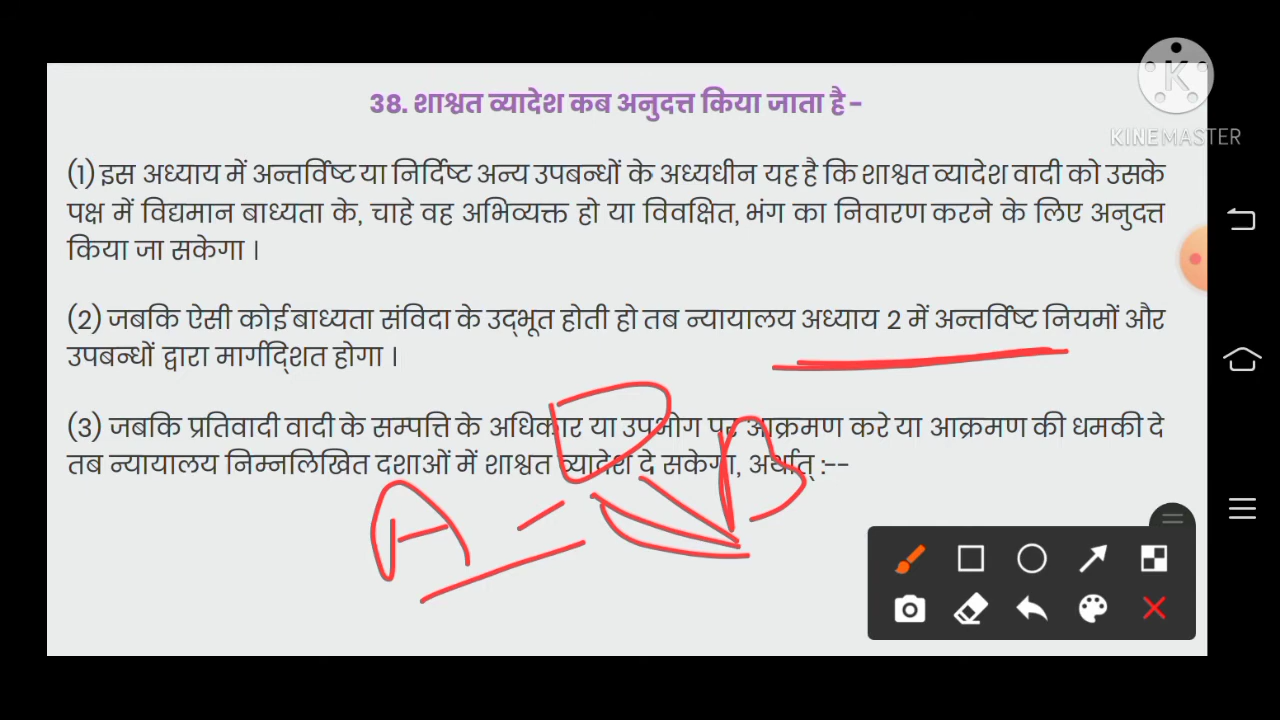 38. शाश्वत व्यादेश कब अनुदत्त किया जाता है -
KINEMASTER
(1) इस अध्याय में अन्तर्विष्ट या निर्दिष्ट अन्य उपबन्धों के अध्यधीन यह है कि शाश्वत व्यादेश वादी को उसके
पक्ष में विद्यमान बाध्यता के, चाहे वह अभिव्यक्त हो या विवक्षित, भंग का निवारण करने के लिए अनुदत्त
किया जा सकेगा ।
(2) जबकि ऐसी कोई बाध्यता संविदा के उद्भूत होती हो तब न्यायालय अध्याय 2 में अन्तर्विष्ट नियमों और
उपबन्धों द्वारा मार्गदि्शत होगा ।
(3) जबकि प्रतिवादी वादी के सम्पत्ति के अधिकार या उपभोग पर आक्रमण करे या आक्रमण की धमकी दे
तब न्यायालय निम्नलिखित दशाओं में शाश्वत व्यादेश दे सकेगा, अर्थात् :--
A